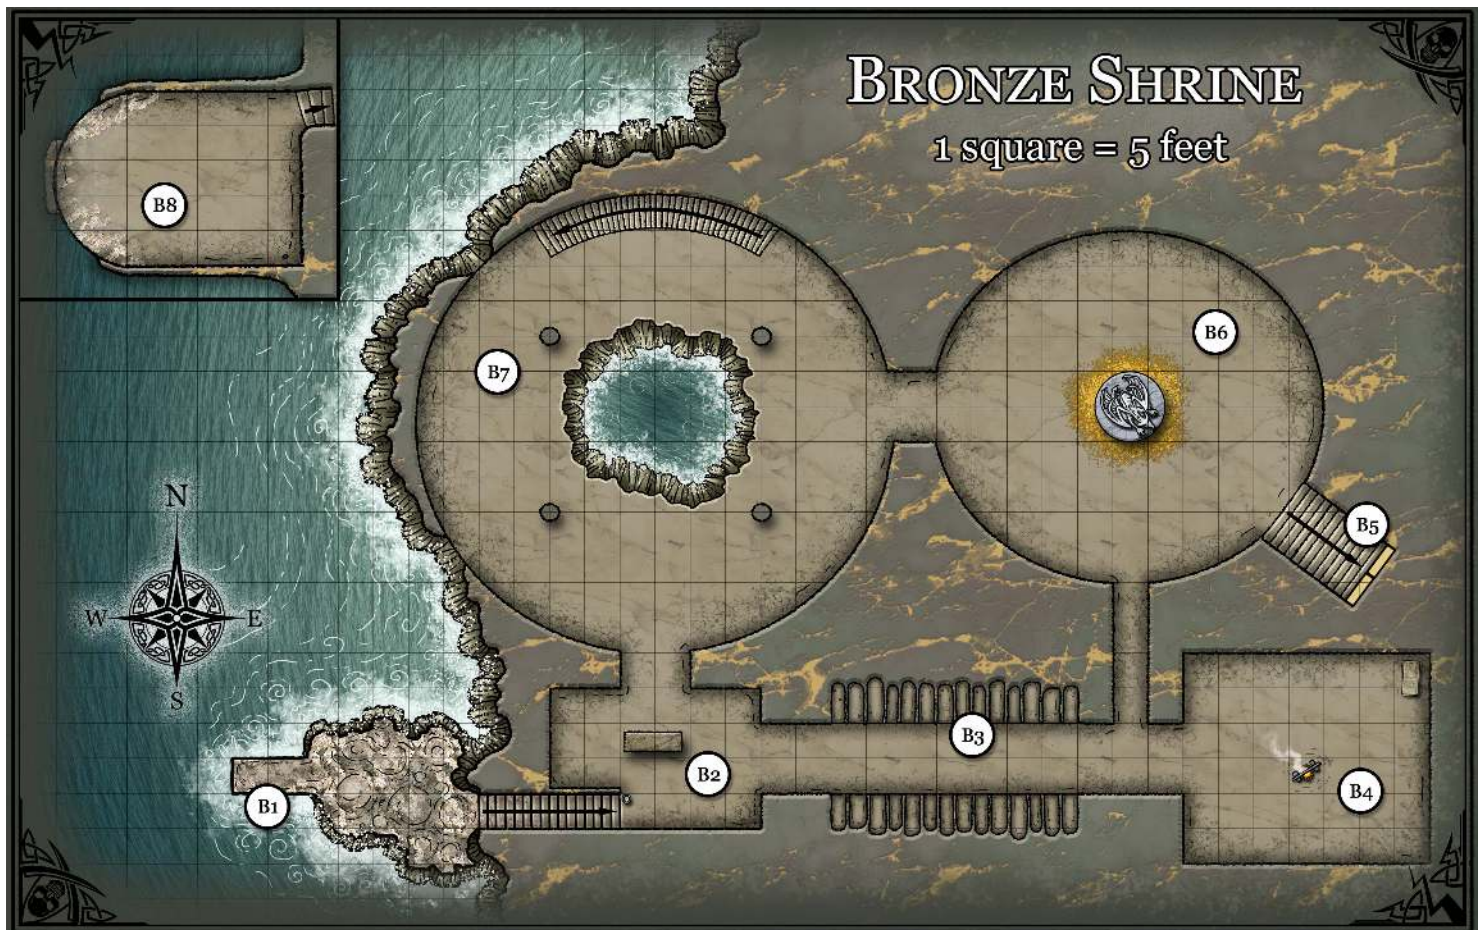 BRONZE SHRINE
1 square = 5 feet
B8
B6
B7
N
B5
W E
S
B3
B2
B4
B1